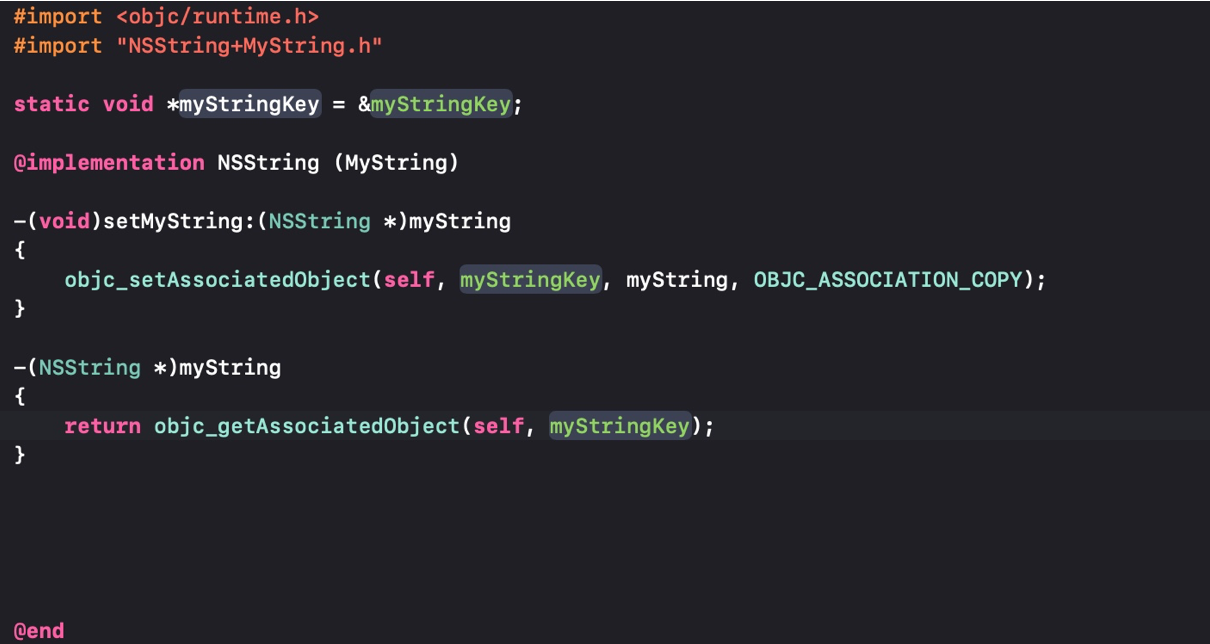 #import <objc/runtime.h>
#import "NSString+MyString.h"
static void *myStringKey = &myStringKey;
@implementation NSString (MyString)
-(void)setMyString:(NSString *)myString
{
objc_setAssociatedObject(self, myStringKey, myString, OBJC_ASSOCIATION_COPY);
}
-(NSString *)myString
{
return objc_getAssociatedObject(self, myStringKey);
}
@end